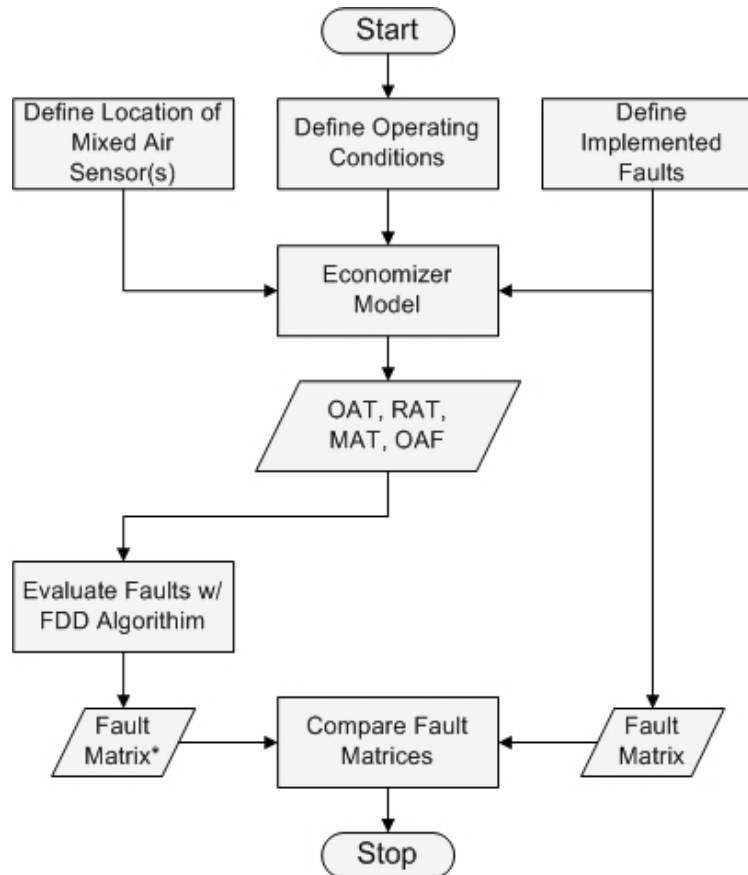 Start
Define Location of
Mixed Air
Sensor(s)
Define Operating
Conditions
Define
Implemented
Faults
Economizer
Model
OAT, RAT,
MAT, OAF
Evaluate Faults w/
FDD Algorithim
Fault
Matrix*
Compare Fault
Matrices
Fault
Matrix
Stop